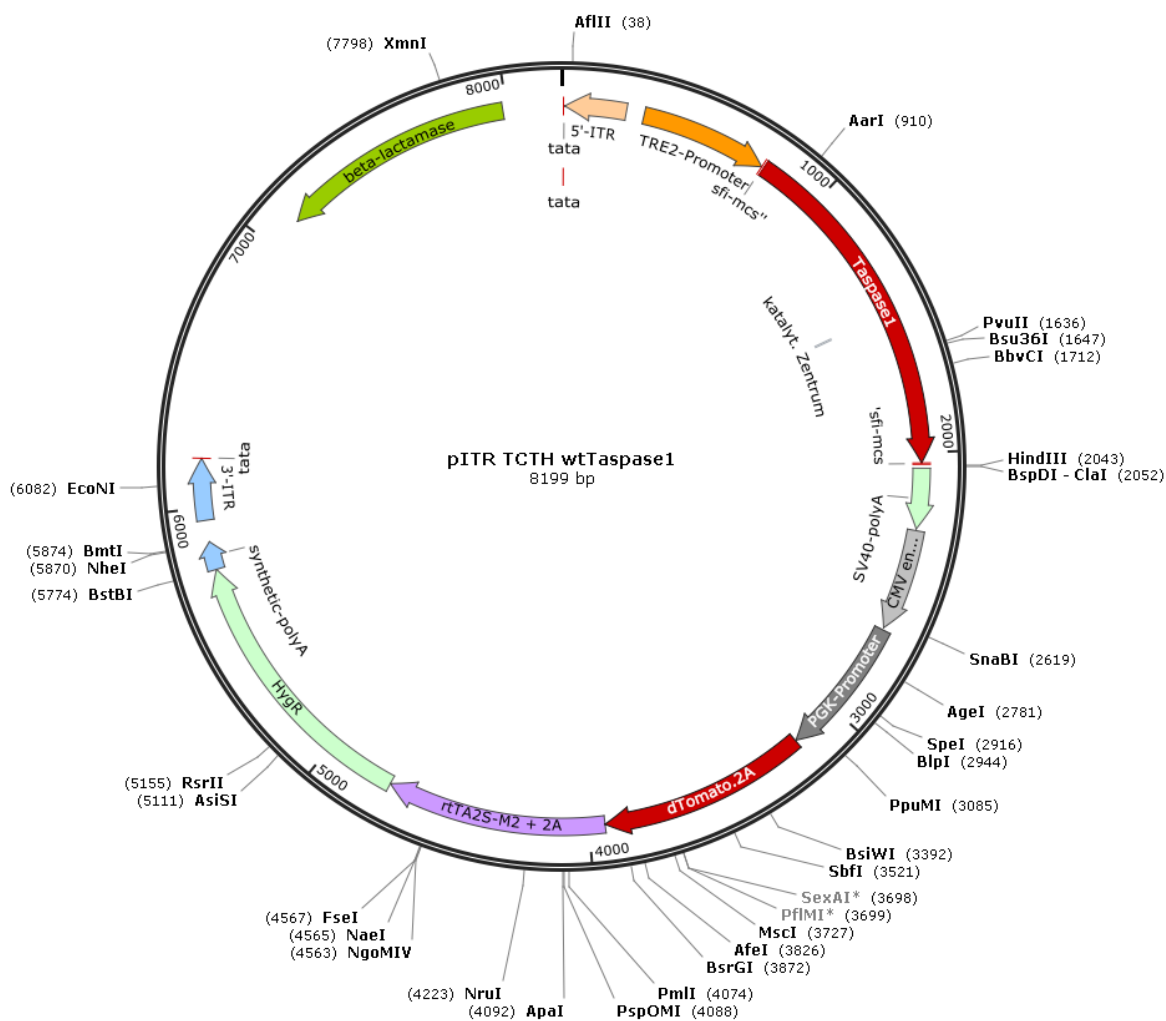 AflII (38)
(7798) XmnI
8000
5'-ITR
tata
tata
TRE2-Promoter
sfi-mcs''
beta-lactamase
AarI (910)
1000
7000
Taspase1
katalyt. Zentrum
PvuII (1636)
Bsu36I (1647)
BbvCI (1712)
'sfi-mcs
2000
pITR TCTH wtTaspase1
8199 bp
HindIII (2043)
BspDI - ClaI (2052)
tata
3'-ITR
(6082) EcoNI
6000
SV40-polyA
CMV en...
(5874) BmtI
(5870) NheI
(5774) BstBI
synthetic-polyA
SnaBI (2619)
PGK-Promoter
AgeI (2781)
3000
SpeI (2916)
BlpI (2944)
HygR
(5155) RsrII
(5111) AsiSI
5000
PpuMI (3085)
dTomato.2A
rtTA2S-M2 + 2A
4000
BsiWI (3392)
SbfI (3521)
SexAI* (3698)
PflMI* (3699)
MscI (3727)
AfeI (3826)
BsrGI (3872)
(4567) FseI
(4565) NaeI
(4563) NgoMIV
(4223) NruI
(4092) ApaI
PmlI (4074)
PspOMI (4088)